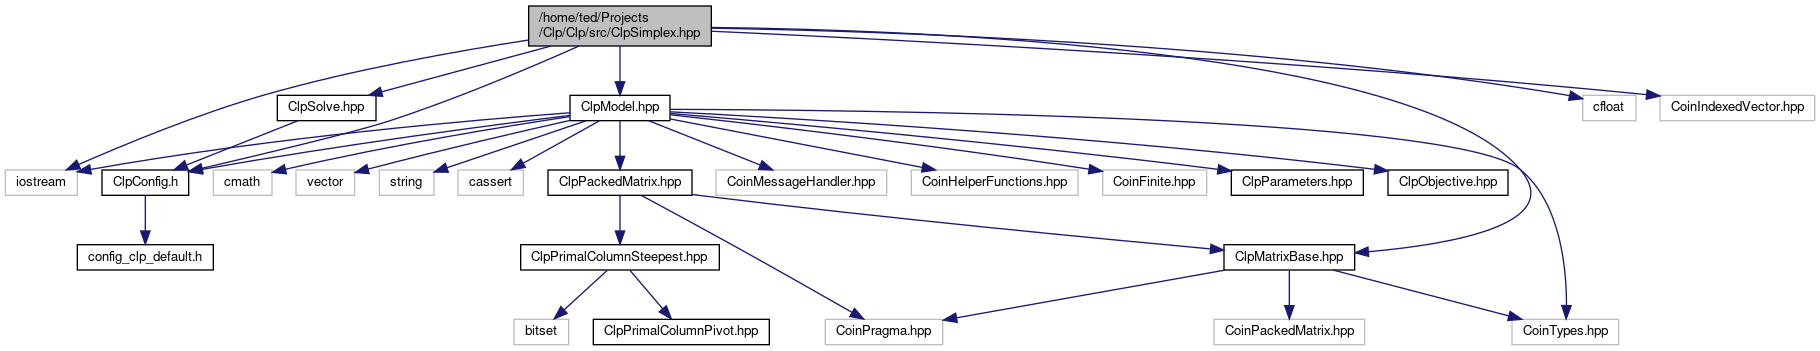 /home/ted/Projects
/Clp/Clp/src/ClpSimplex.hpp
ClpSolve.hpp
ClpModel.hpp
cfloat
CoinIndexedVector.hpp
iostream
ClpConfig.h
cmath
vector
string
cassert
ClpPackedMatrix.hpp
CoinMessageHandler.hpp
CoinHelperFunctions.hpp
CoinFinite.hpp
ClpParameters.hpp
ClpObjective.hpp
config_clp_default.h
ClpPrimalColumnSteepest.hpp
ClpMatrixBase.hpp
bitset
ClpPrimalColumnPivot.hpp
CoinPragma.hpp
CoinPackedMatrix.hpp
CoinTypes.hpp